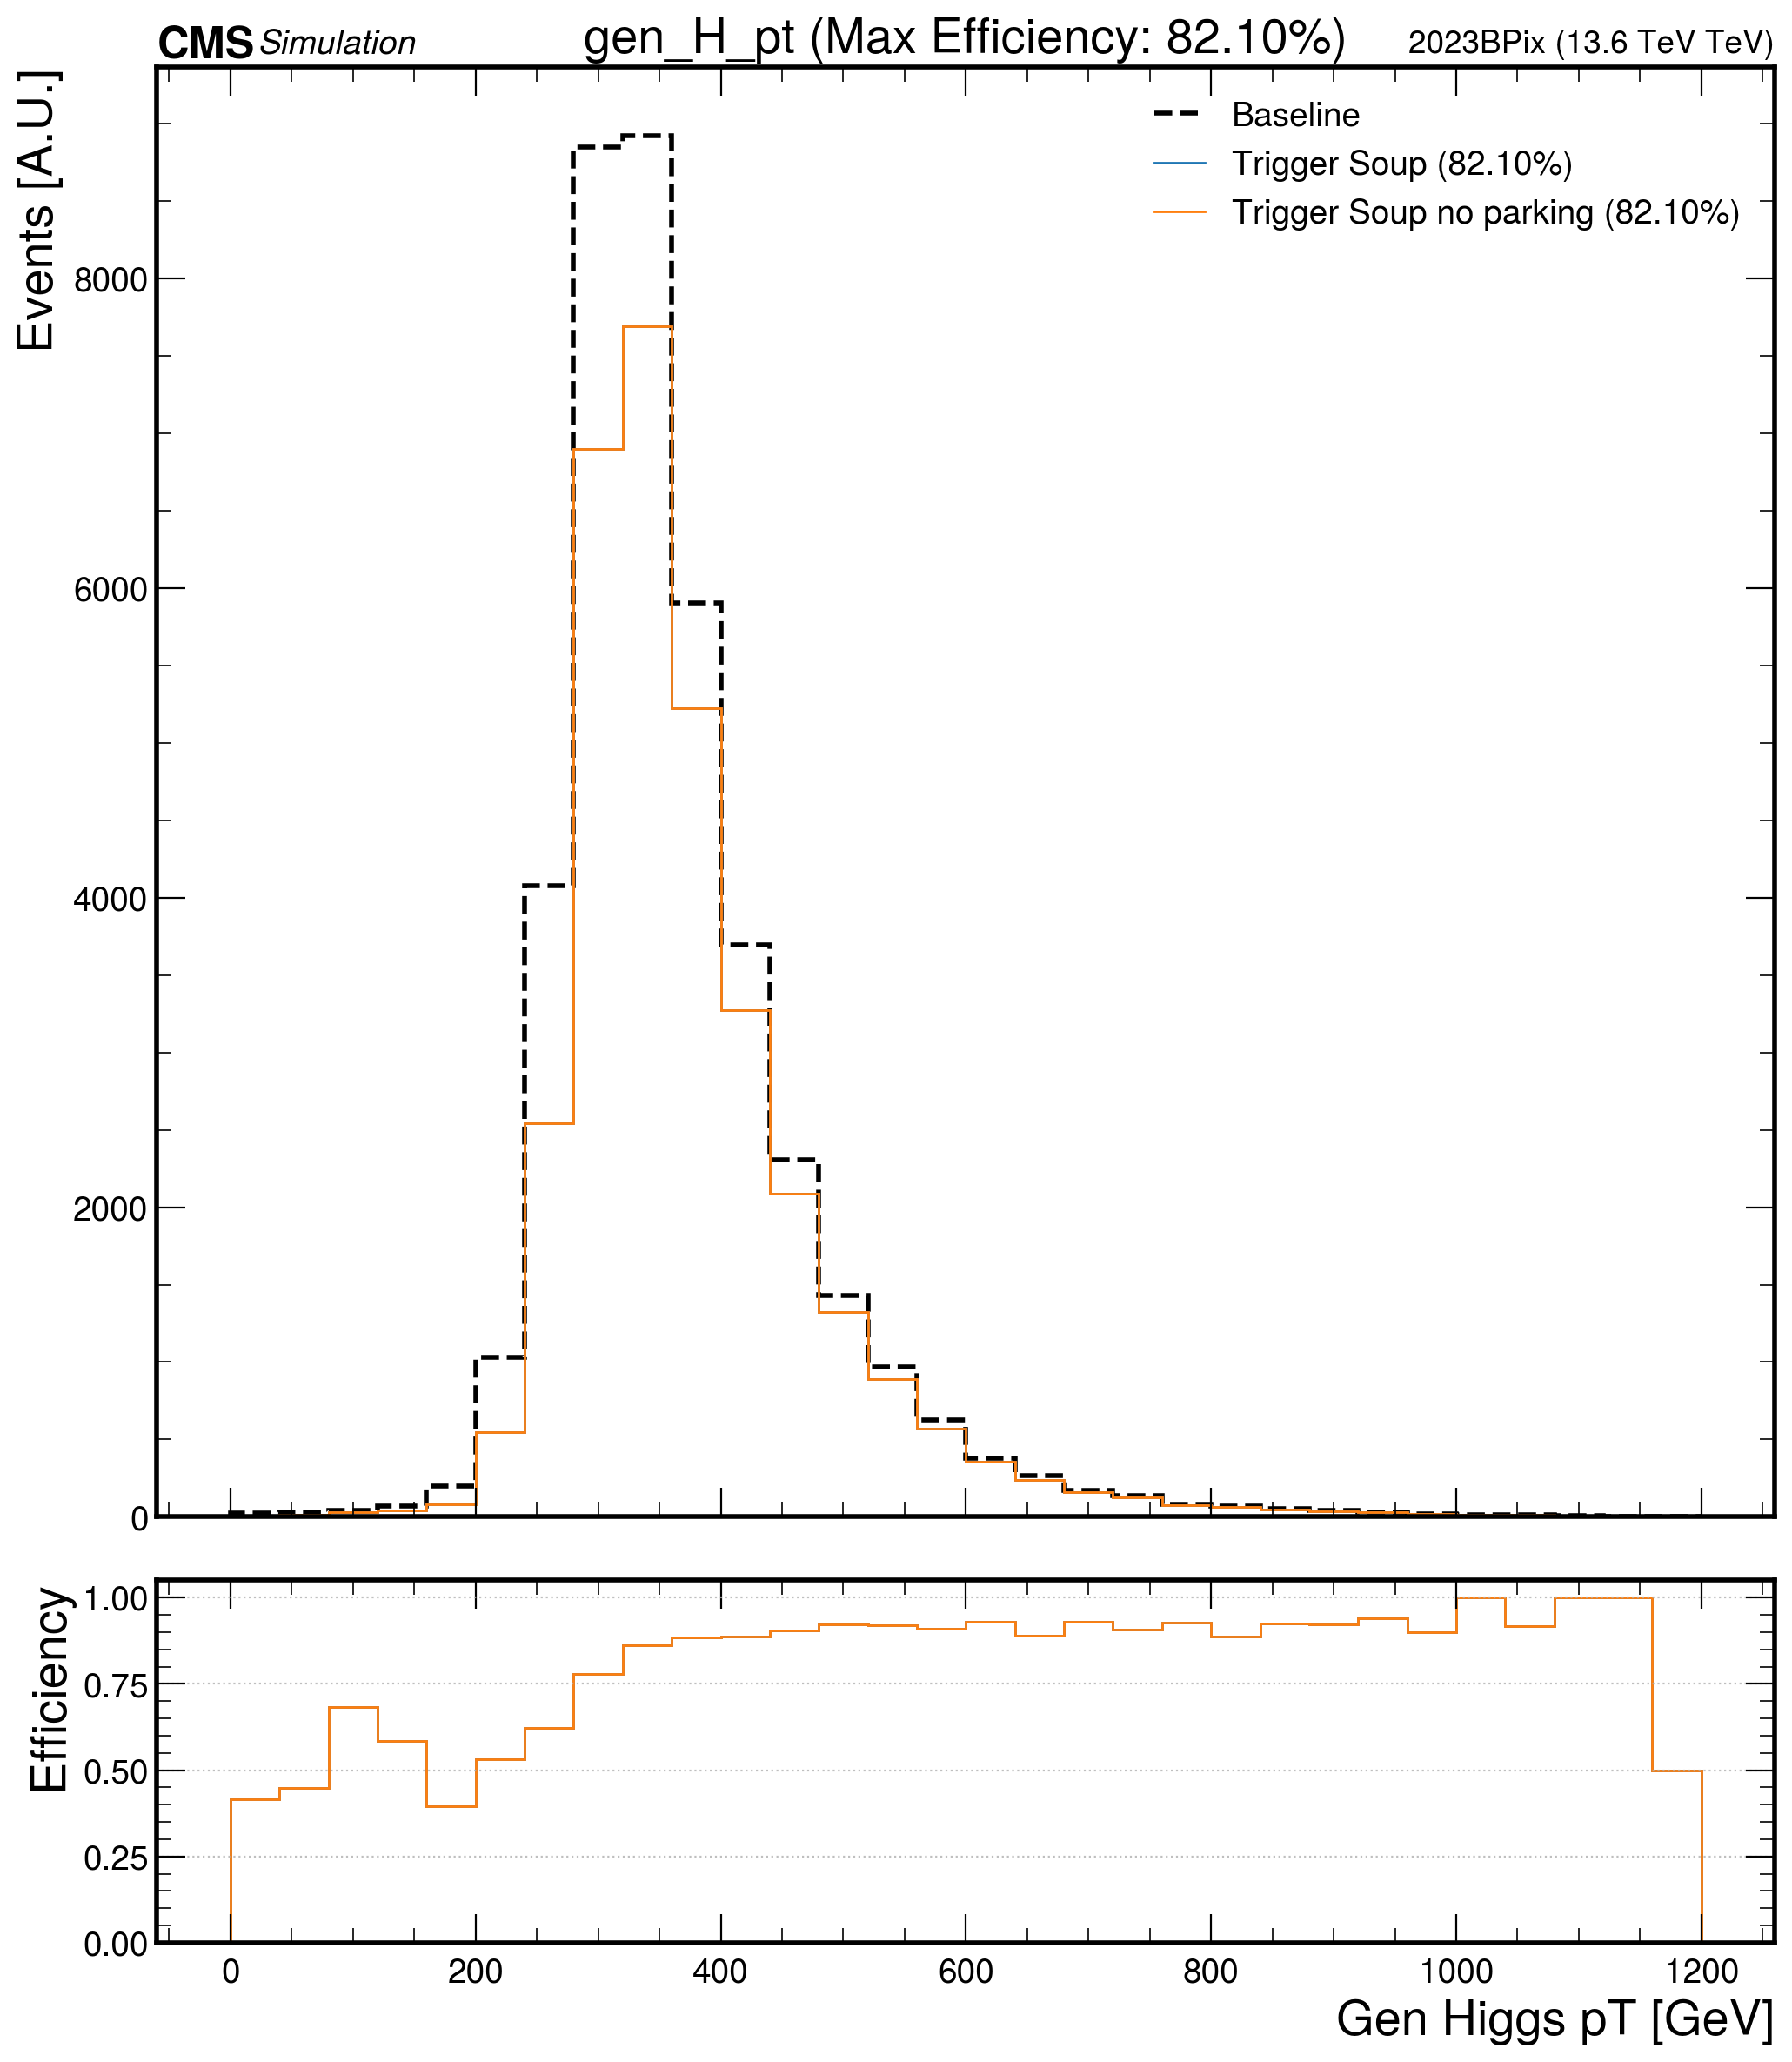 CMS Simulation gen_H_pt (Max Efficiency: 82.10%) 2023BPix (13.6 TeV TeV)
Events [A.U.]
Baseline
Trigger Soup (82.10%)
Trigger Soup no parking (82.10%)
8000
6000
4000
2000
0
Efficiency
1.00
0.75
0.50
0.25
0.00
0 200 400 600 800 1000 1200
Gen Higgs pT [GeV]